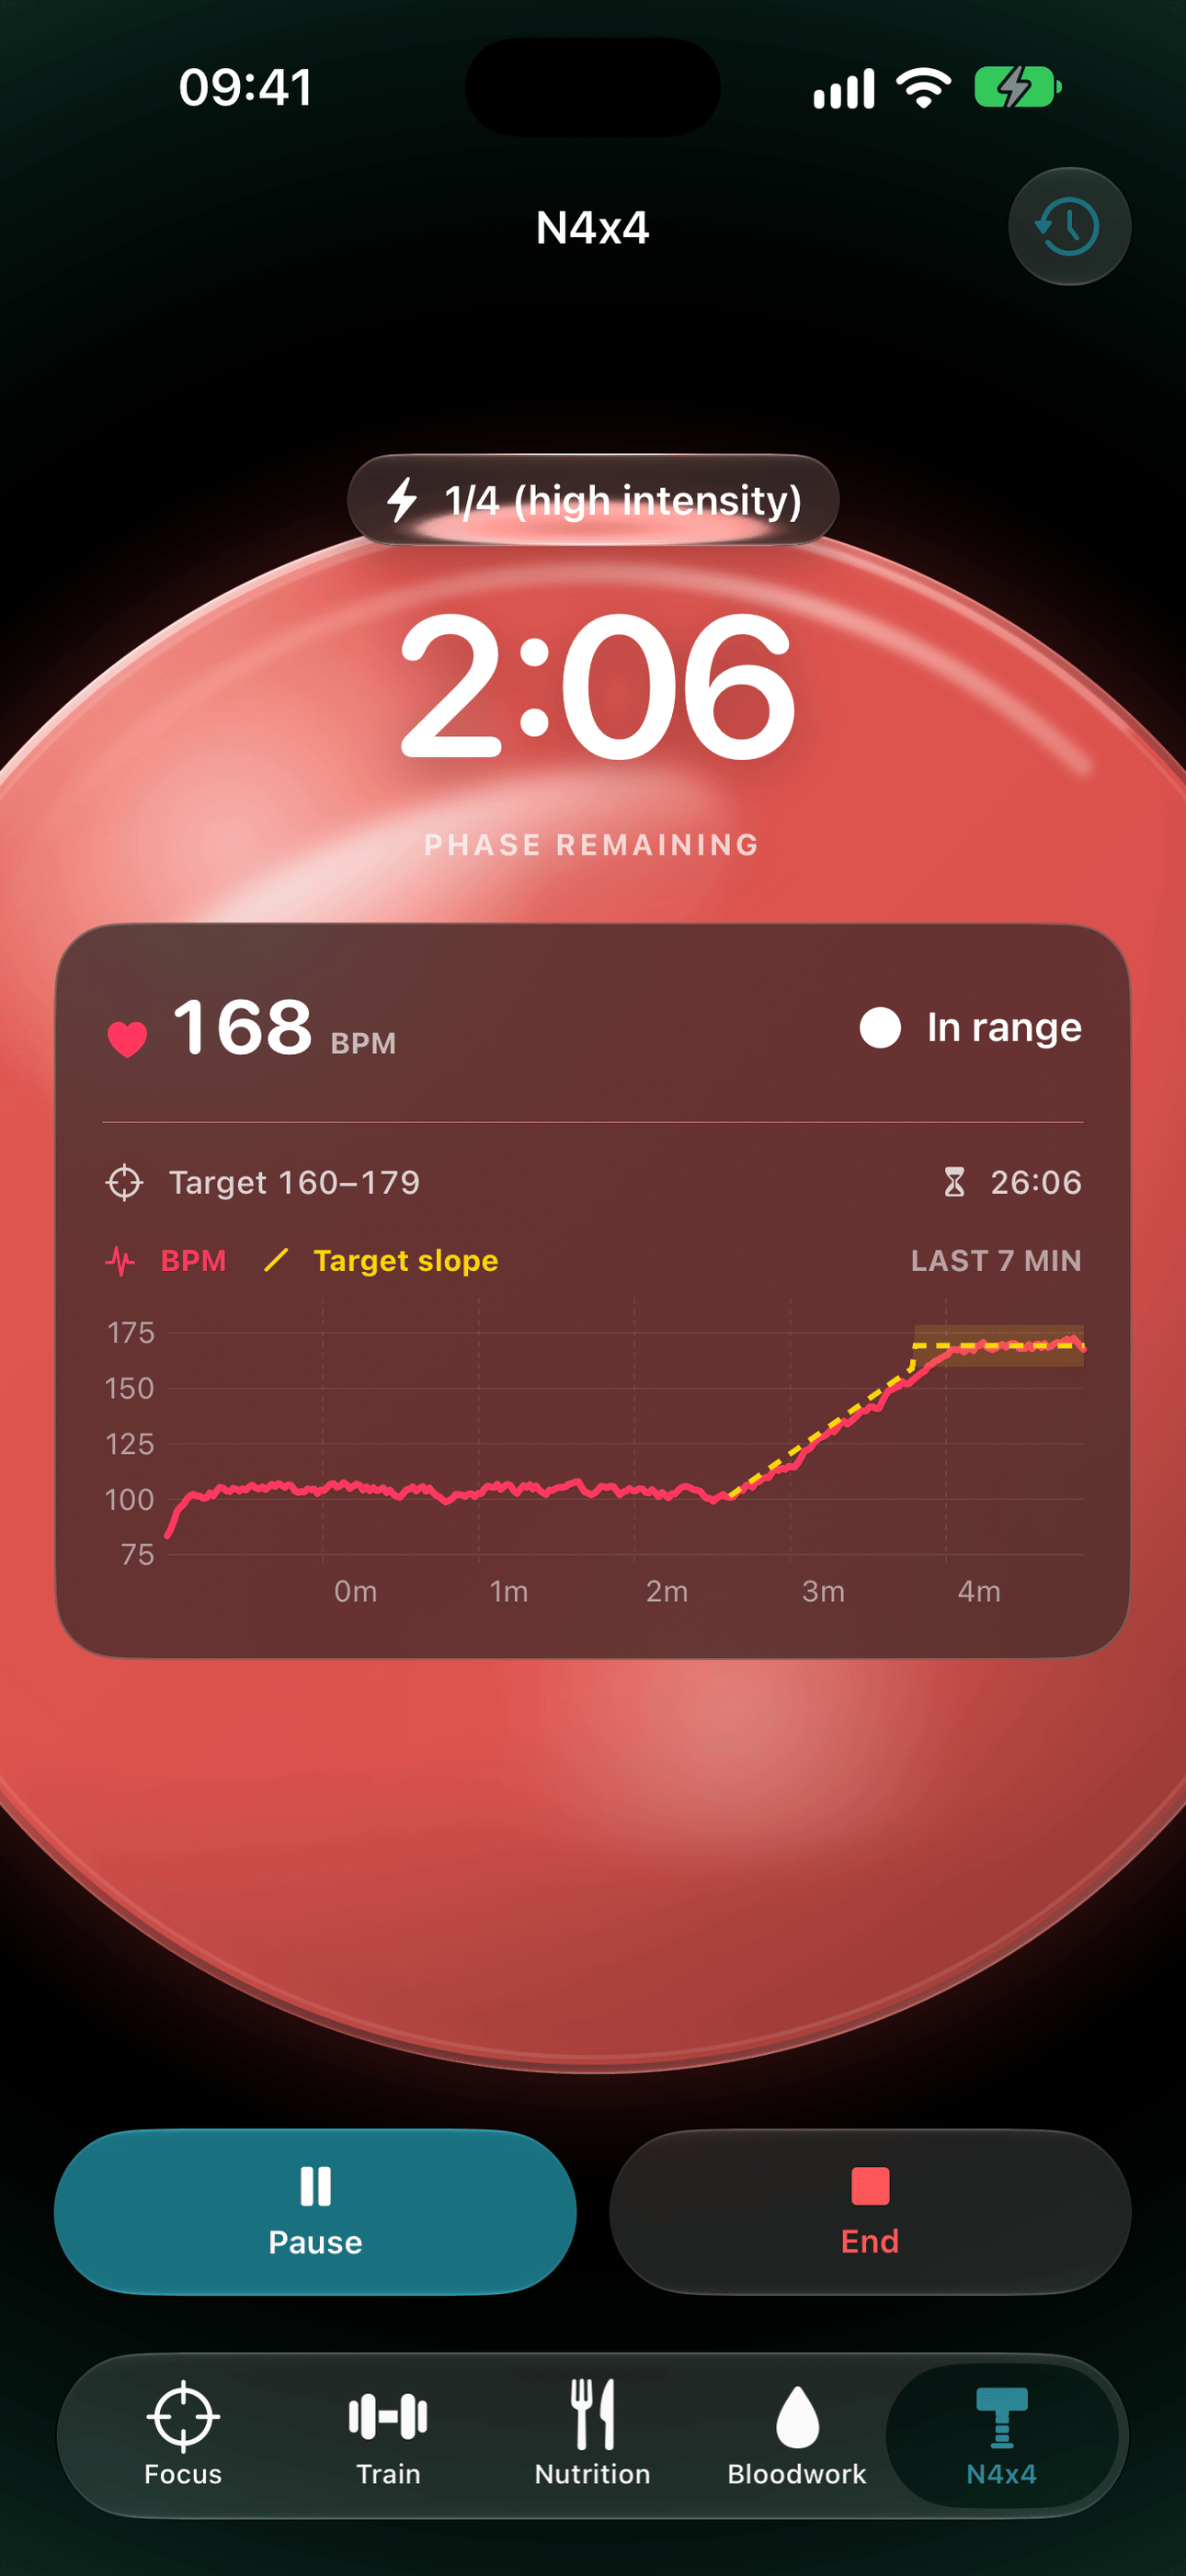 09:41
N4x4
1/4 (high intensity)
2:06
PHASE REMAINING
168 BPM
In range
Target 160–179
26:06
BPM
Target slope
LAST 7 MIN
175
150
125
100
75
0m 1m 2m 3m 4m
Pause
End
Focus
Train
Nutrition
Bloodwork
N4x4